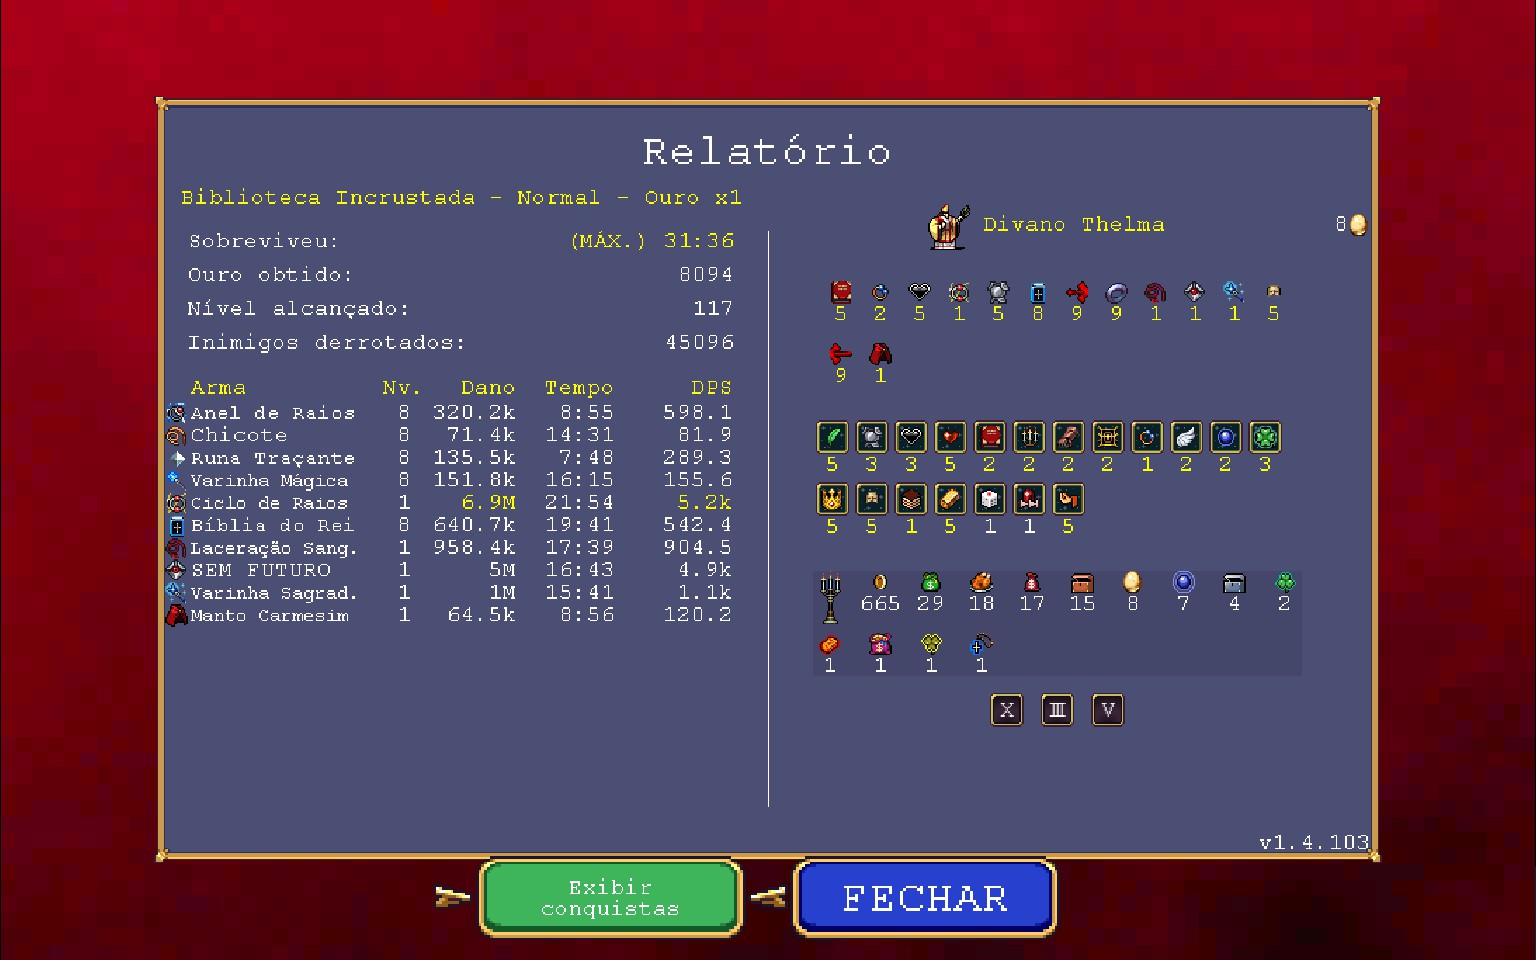 Relatório
Biblioteca Incrustada - Normal - Ouro x1
Sobreviveu: (MÁX.) 31:36
Ouro obtido: 8094
Nível alcançado: 117
Inimigos derrotados: 45096
Arma Nv. Dano Tempo DPS
Anel de Raios 8 320.2k 8:55 598.1
Chicote 8 71.4k 14:31 81.9
Runa Traçante 8 135.5k 7:48 289.3
Varinha Mágica 8 151.8k 16:15 155.6
Ciclo de Raios 1 6.9M 21:54 5.2k
Bíblia do Rei 8 640.7k 19:41 542.4
Laceração Sang. 1 958.4k 17:39 904.5
SEM FUTURO 1 5M 16:43 4.9k
Varinha Sagrad. 1 1M 15:41 1.1k
Manto Carmesim 1 64.5k 8:56 120.2
Divano Thelma 8
5 2 5 1 5 8 9 9 1 1 1 5
9 1
5 3 3 5 2 2 2 2 1 2 2 3
5 5 1 5 1 1 5
665 29 18 17 15 8 7 4 2
1 1 1 1
X III V
v1.4.103
Exibir
conquistas
FECHAR